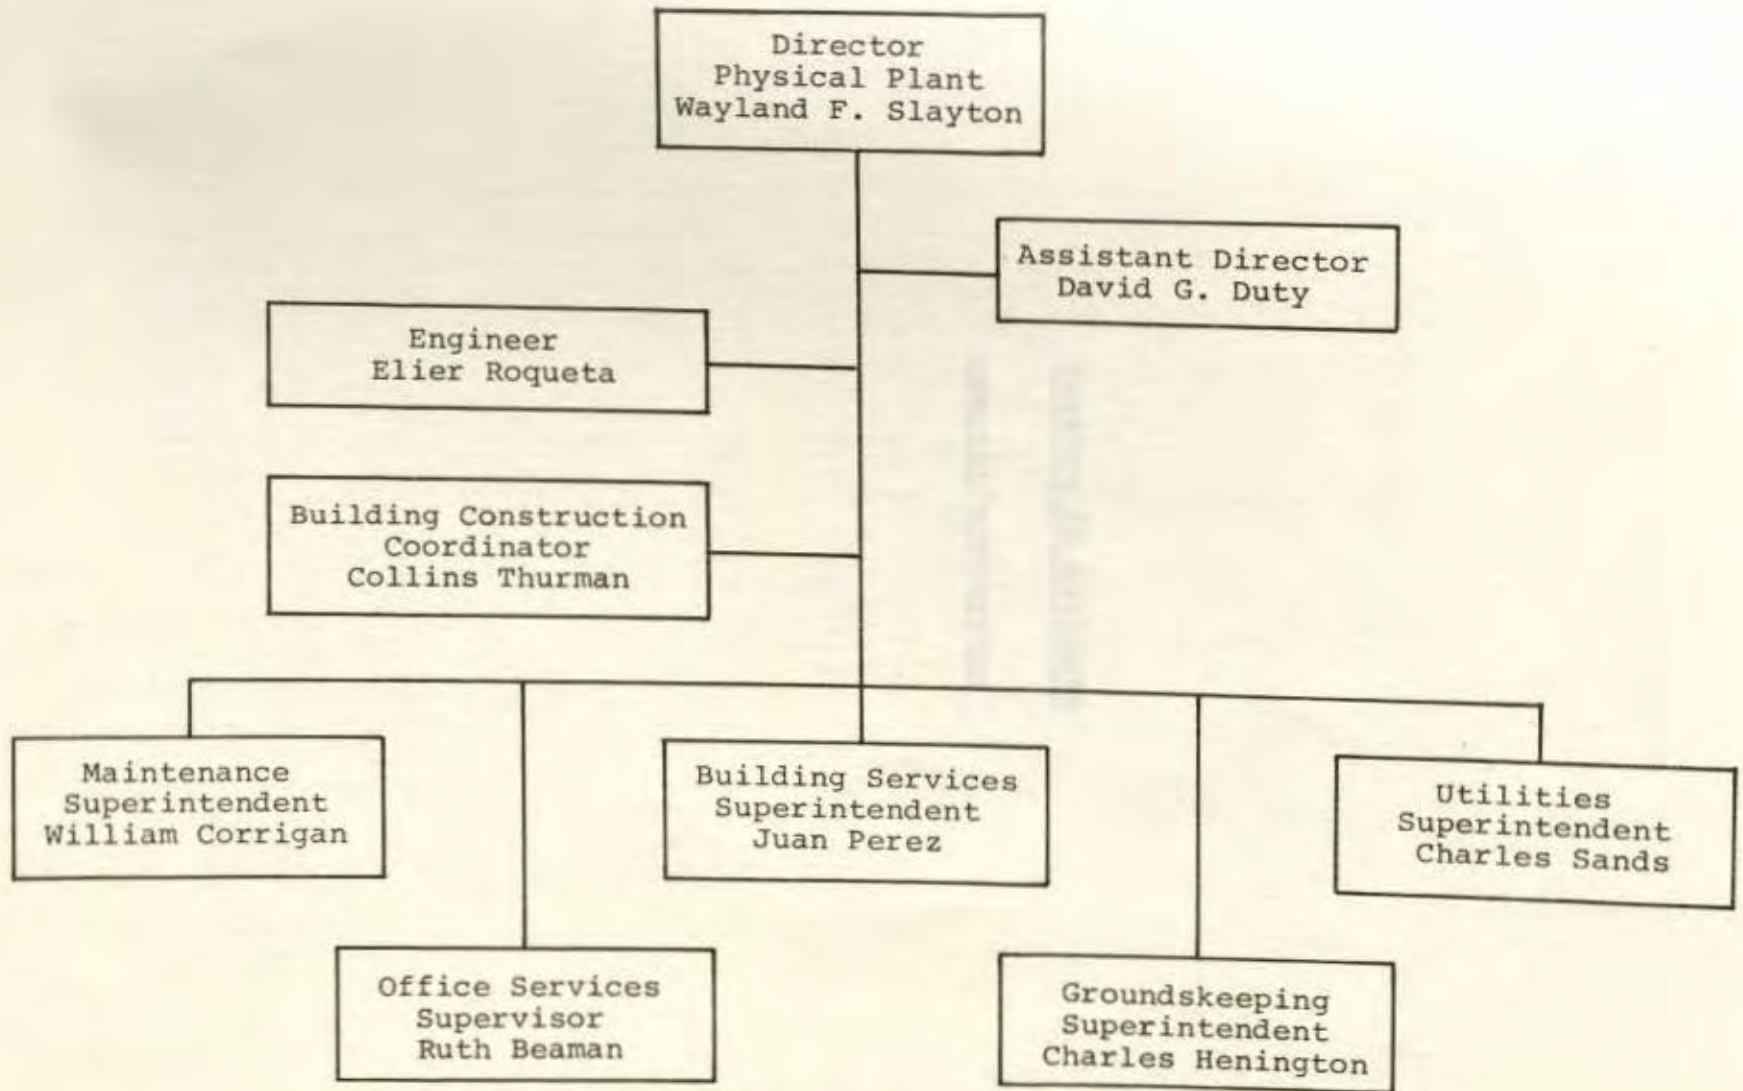 Director
Physical Plant
Wayland F. Slayton
Assistant Director
David G. Duty
Engineer
Elier Roqueta
Building Construction
Coordinator
Collins Thurman
Maintenance
Superintendent
William Corrigan
Building Services
Superintendent
Juan Perez
Utilities
Superintendent
Charles Sands
Office Services
Supervisor
Ruth Beaman
Groundskeeping
Superintendent
Charles Henington